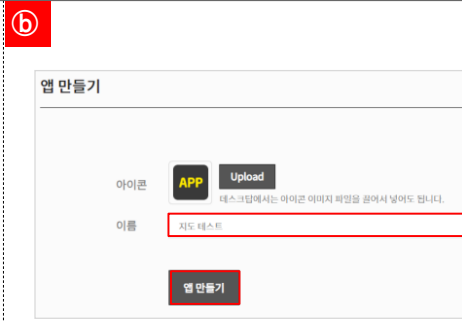 ⓑ
앱 만들기
아이콘
APP
Upload
데스크탑에서는 아이콘 이미지 파일을 끌어서 넣어도 됩니다.
이름
지도 테스트
앱 만들기